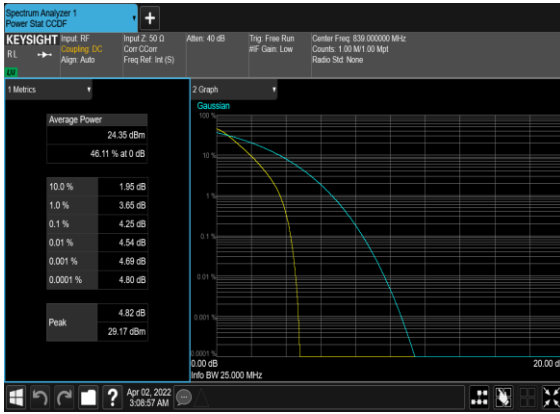 Spectrum Analyzer 1
Power Stat CCDF
KEYSIGHT
RL
LW
Input: RF
Coupling: DC
Align: Auto
Input Z: 50 Ω
Corr CCorr
Freq Ref: Int (S)
Atten: 40 dB
Trig: Free Run
#IF Gain: Low
Center Freq: 839.000000 MHz
Counts: 1.00 M/1.00 Mpt
Radio Std: None
1 Metrics
Average Power
24.35 dBm
46.11 % at 0 dB
10.0 % 1.95 dB
1.0 % 3.65 dB
0.1 % 4.25 dB
0.01 % 4.54 dB
0.001 % 4.69 dB
0.0001 % 4.80 dB
Peak
4.82 dB
29.17 dBm
2 Graph
Gaussian
100 %
10 %
1 %
0.1 %
0.01 %
0.001 %
0.0001 %
0.00 dB
20.00 d
Info BW 25.000 MHz
?
Apr 02, 2022
3:08:57 AM